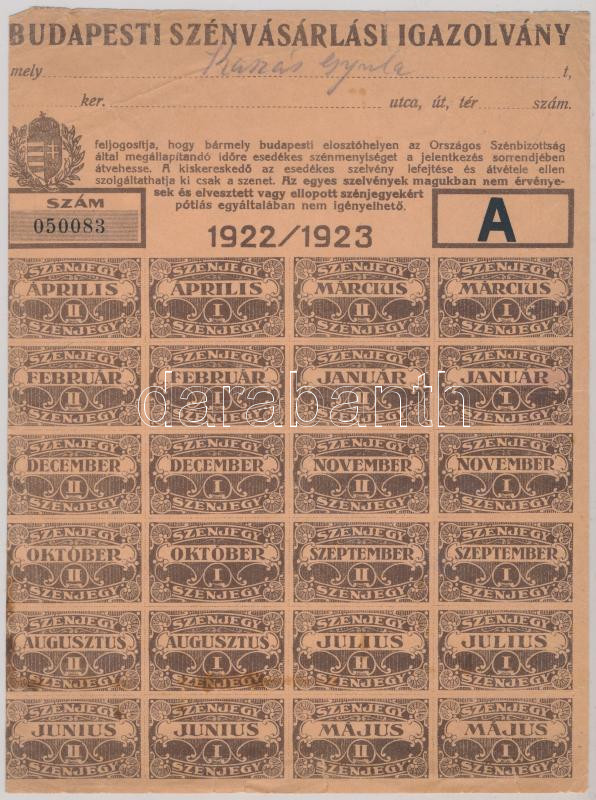 BUDAPESTI SZÉNVÁSÁRLÁSI IGAZOLVÁNY
mely Kaszás Gyula t,
ker. utca, út, tér szám.
feljogosítja, hogy bármely budapesti elosztóhelyen az Országos Szénbizottság
által megállapítandó időre esedékes szénmenylséget a jelentkezés sorrendjében
átvehesse. A kiskereskedő az esedékes szelvény lefejtése és átvétele ellen
szolgáltathatja ki csak a szenet. Az egyes szelvények magukban nem érvénye-
sek és elvesztett vagy ellopott szénjegyekért
pótlás egyáltalában nem igényelhető.
SZÁM
050083
A
1922/1923
SZÉNJEGY SZÉNJEGY SZÉNJEGY SZÉNJEGY
ÁPRILIS ÁPRILIS MÁRCIUS MÁRCIUS
II I II I
SZÉNJEGY SZÉNJEGY SZÉNJEGY SZÉNJEGY
SZÉNJEGY SZÉNJEGY SZÉNJEGY SZÉNJEGY
FEBRUÁR FEBRUÁR JANUÁR JANUÁR
II I II I
darabanth
SZÉNJEGY SZÉNJEGY SZÉNJEGY SZÉNJEGY
SZÉNJEGY SZÉNJEGY SZÉNJEGY SZÉNJEGY
DECEMBER DECEMBER NOVEMBER NOVEMBER
II I II I
SZÉNJEGY SZÉNJEGY SZÉNJEGY SZÉNJEGY
SZÉNJEGY SZÉNJEGY SZÉNJEGY SZÉNJEGY
OKTÓBER OKTÓBER SZEPTEMBER SZEPTEMBER
II I II I
SZÉNJEGY SZÉNJEGY SZÉNJEGY SZÉNJEGY
SZÉNJEGY SZÉNJEGY SZÉNJEGY SZÉNJEGY
AUGUSZTUS AUGUSZTUS JULIUS JULIUS
II I II I
SZÉNJEGY SZÉNJEGY SZÉNJEGY SZÉNJEGY
SZÉNJEGY SZÉNJEGY SZÉNJEGY SZÉNJEGY
JUNIUS JUNIUS MÁJUS MÁJUS
II I II I
SZÉNJEGY SZÉNJEGY SZÉNJEGY SZÉNJEGY